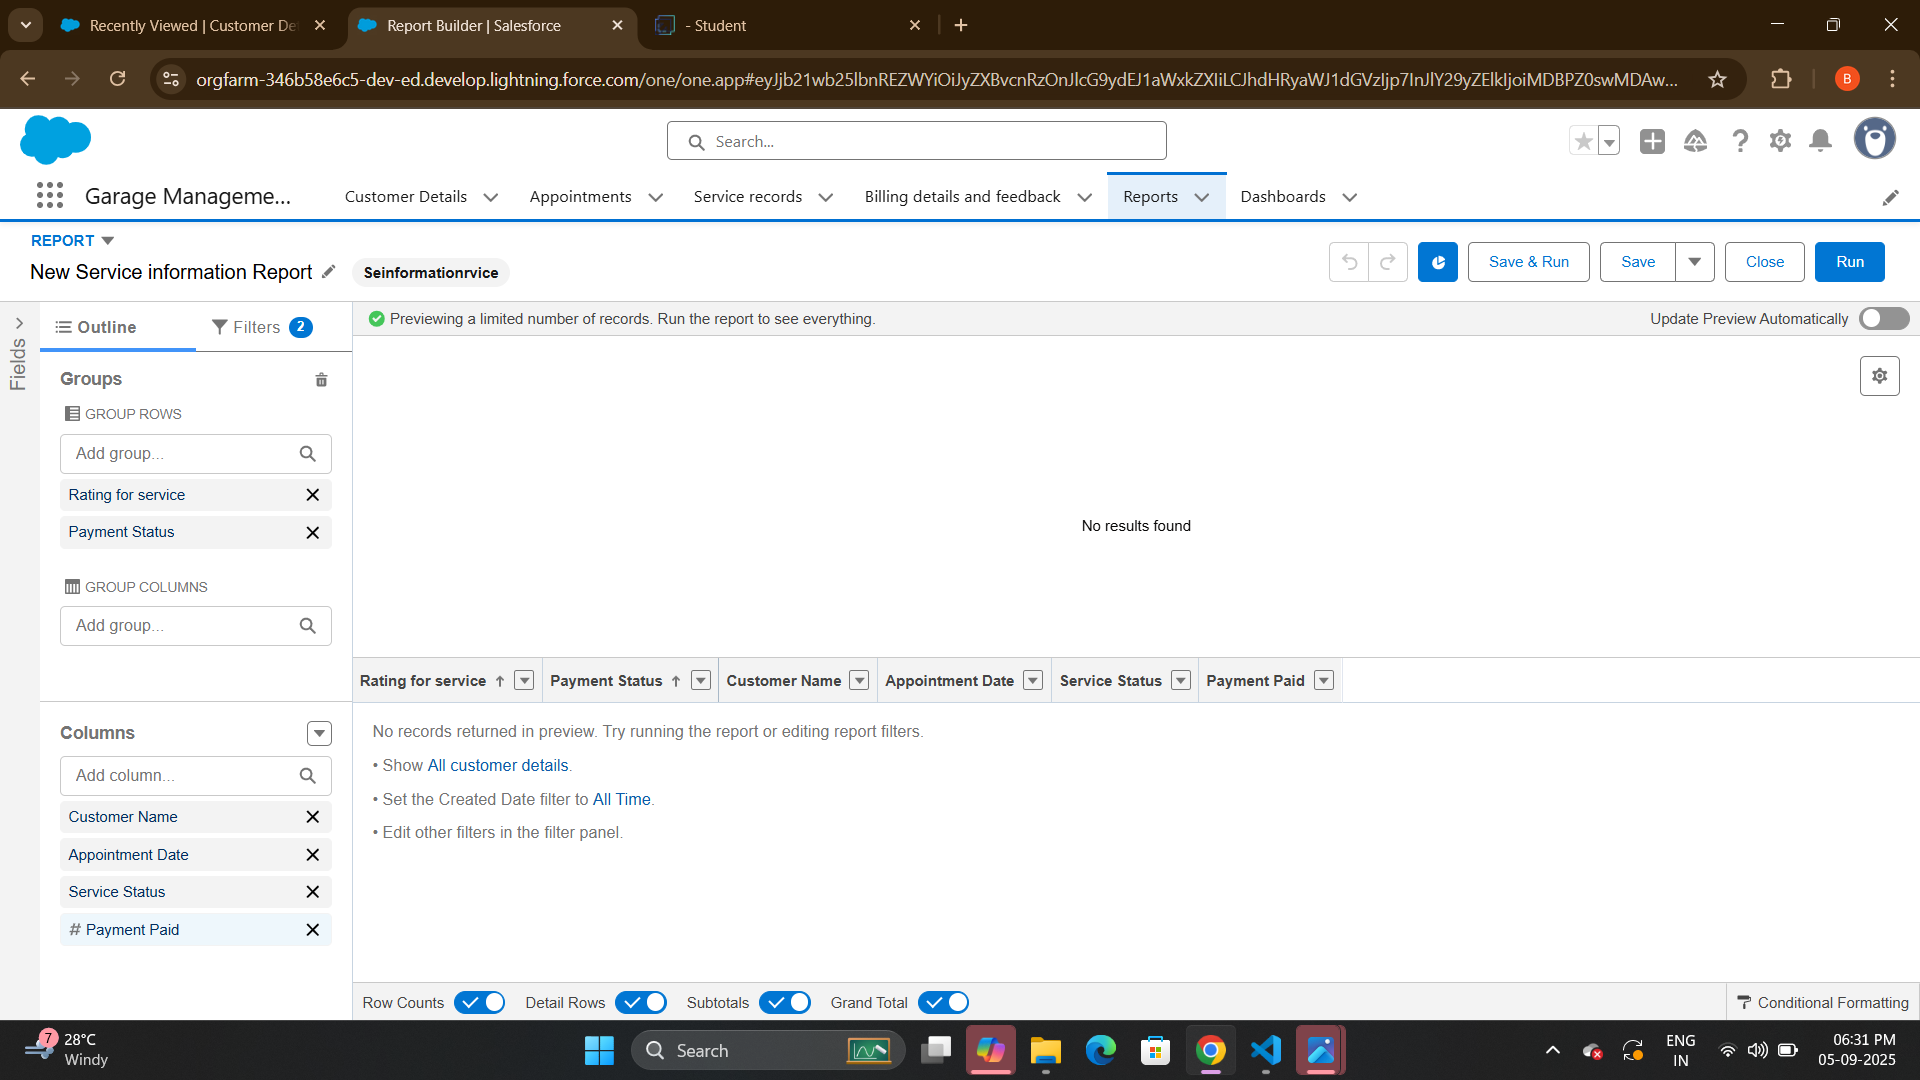 Recently Viewed | Customer De
Report Builder | Salesforce
- Student
orgfarm-346b58e6c5-dev-ed.develop.lightning.force.com/one/one.app#eyJjb21wb25lbnREZWYiOiJyZXBvcnRzOnJlcG9ydEJ1aWxkZXIiLCJhdHRyaWJ1dGVzIjp7InJlY29yZElkIjoiMDBPZ0swMDAw...
B
Search...
Garage Manageme...
Customer Details
Appointments
Service records
Billing details and feedback
Reports
Dashboards
REPORT
New Service information Report
Seinformationrvice
Save & Run
Save
Close
Run
Fields
Outline
Filters 2
Previewing a limited number of records. Run the report to see everything.
Update Preview Automatically
Groups
GROUP ROWS
Add group...
Rating for service
Payment Status
GROUP COLUMNS
Add group...
No results found
Rating for service
Payment Status
Customer Name
Appointment Date
Service Status
Payment Paid
Columns
Add column...
Customer Name
Appointment Date
Service Status
# Payment Paid
No records returned in preview. Try running the report or editing report filters.
• Show All customer details.
• Set the Created Date filter to All Time.
• Edit other filters in the filter panel.
Row Counts
Detail Rows
Subtotals
Grand Total
Conditional Formatting
7
28°C
Windy
Search
ENG
IN
06:31 PM
05-09-2025